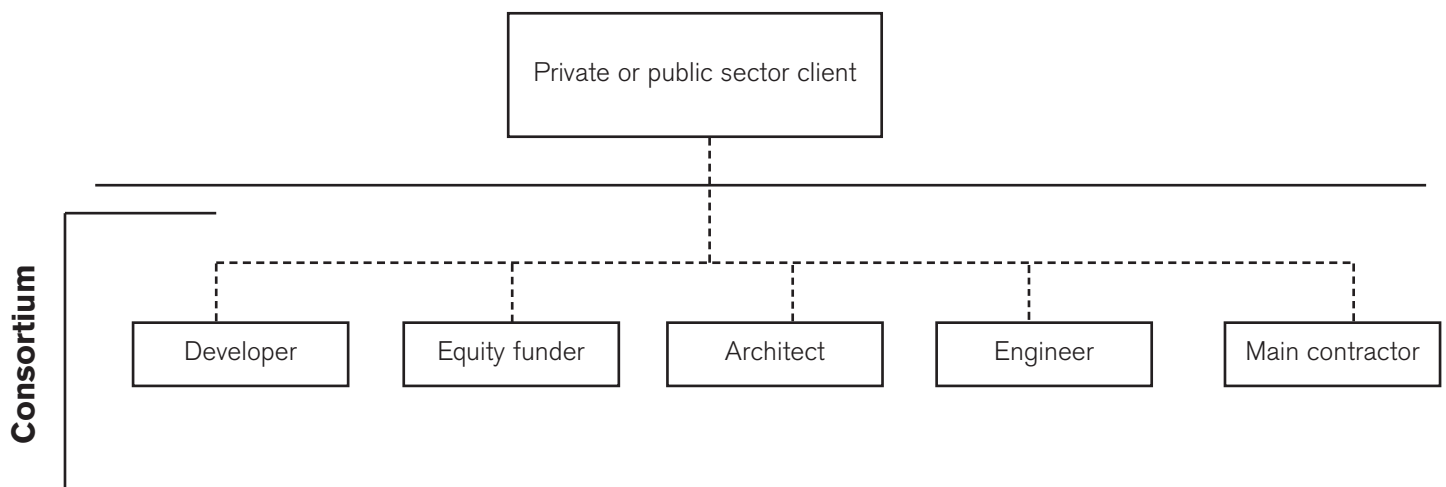 Private or public sector client
Consortium
Developer
Equity funder
Architect
Engineer
Main contractor